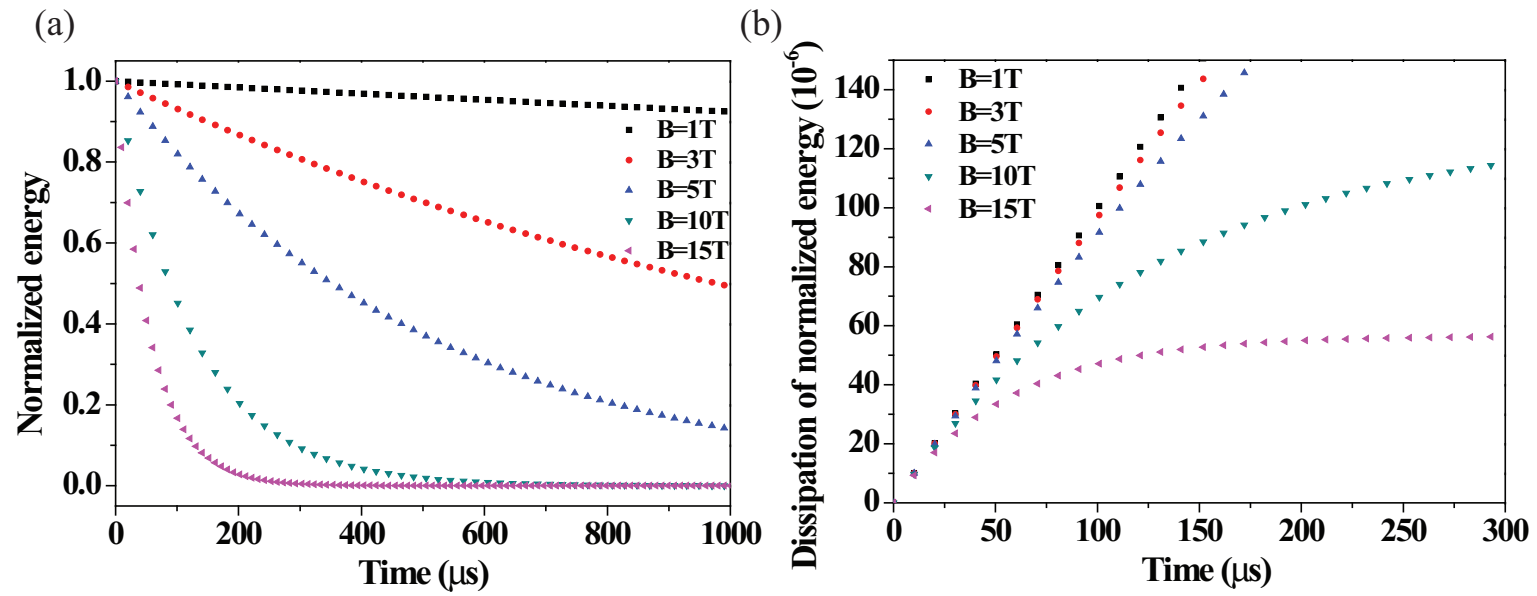 (a)
Normalized energy
1.0
0.8
0.6
0.4
0.2
0.0
B=1T
B=3T
B=5T
B=10T
B=15T
0 200 400 600 800 1000
Time (μs)
(b)
Dissipation of normalized energy (10⁻⁶)
140
120
100
80
60
40
20
0
B=1T
B=3T
B=5T
B=10T
B=15T
0 50 100 150 200 250 300
Time (μs)